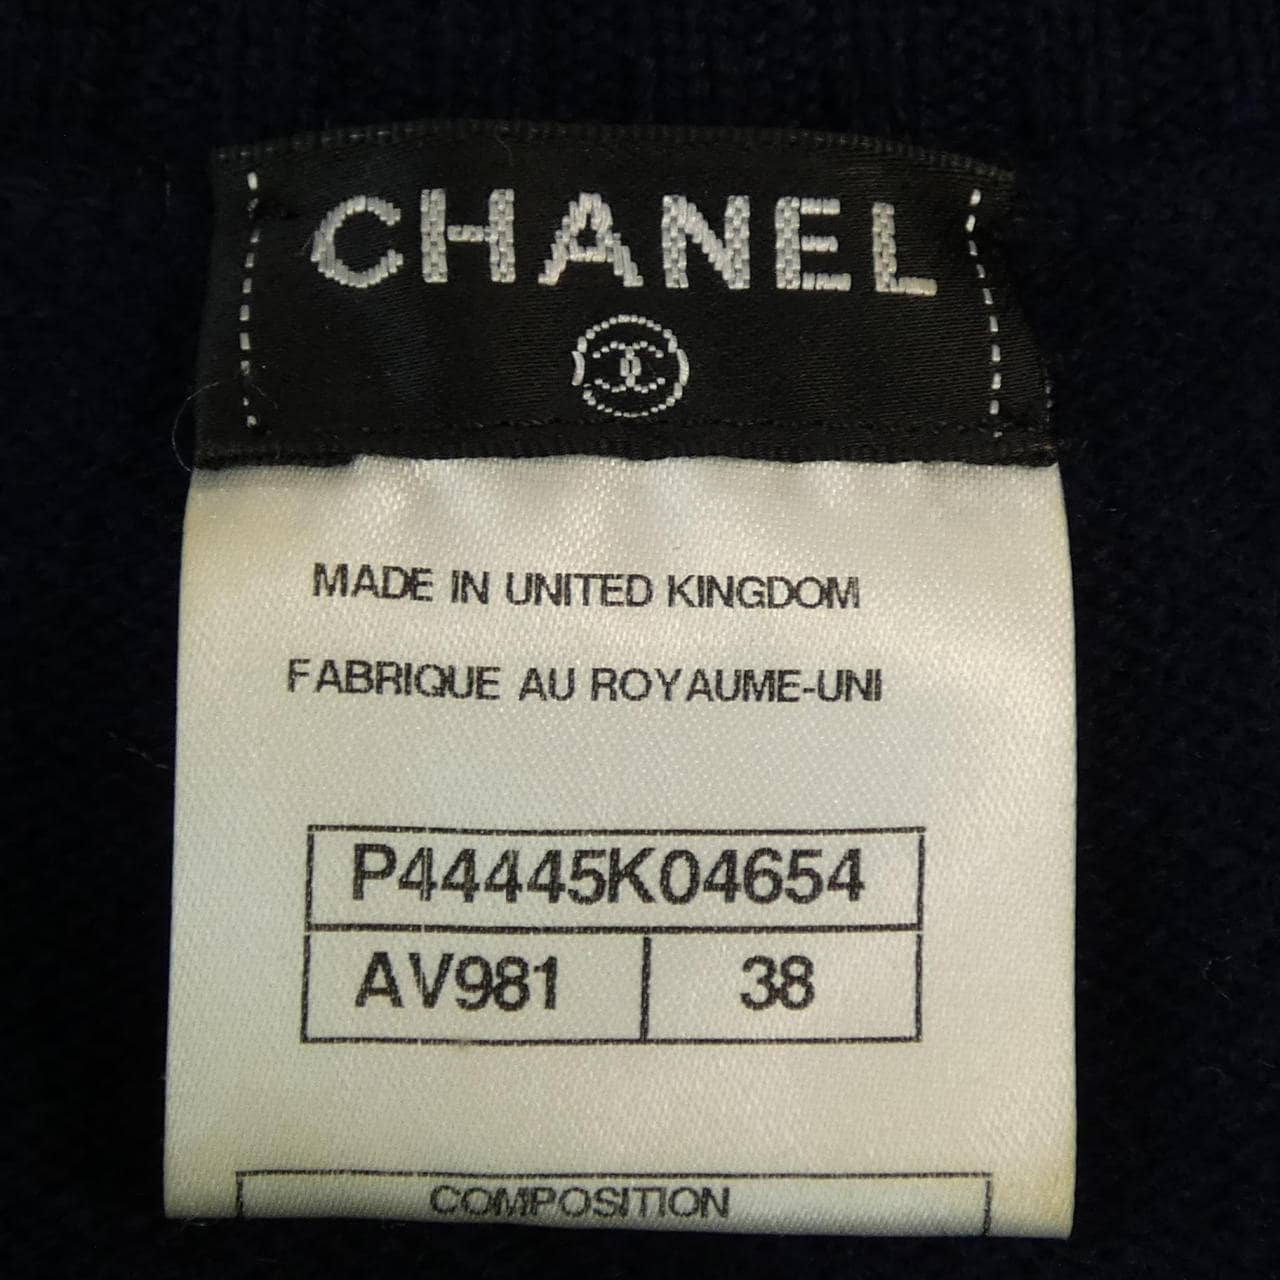 CHANEL
MADE IN UNITED KINGDOM
FABRIQUE AU ROYAUME-UNI
P44445K04654
AV981 38
COMPOSITION